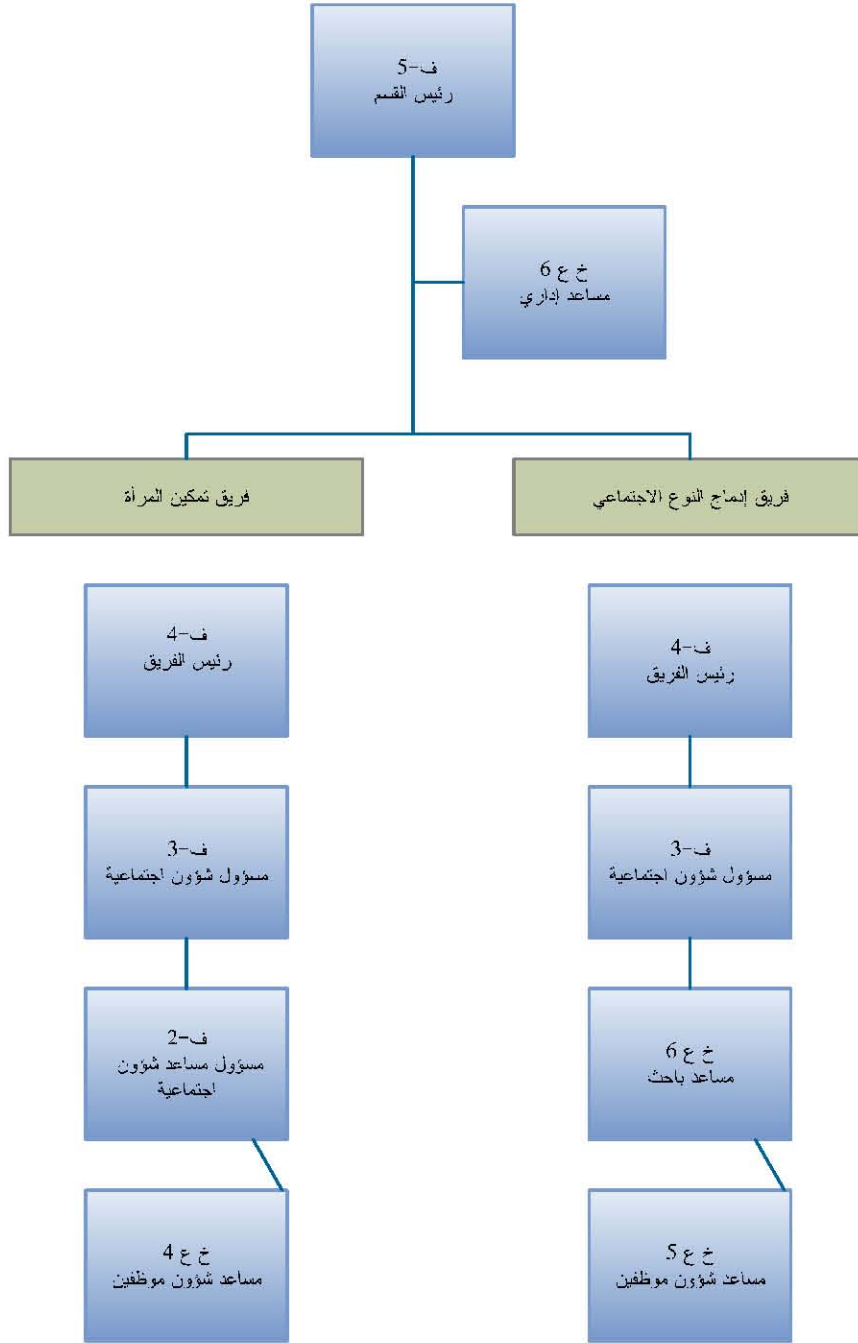 ف-5
رئيس القسم
خ ع 6
مساعد إداري
فريق إدماج النوع الاجتماعي
فريق تمكين المرأة
ف-4
رئيس الفريق
ف-4
رئيس الفريق
ف-3
مسؤول شؤون اجتماعية
ف-3
مسؤول شؤون اجتماعية
خ ع 6
مساعد باحث
ف-2
مسؤول مساعد شؤون
اجتماعية
خ ع 5
مساعد شؤون موظفين
خ ع 4
مساعد شؤون موظفين